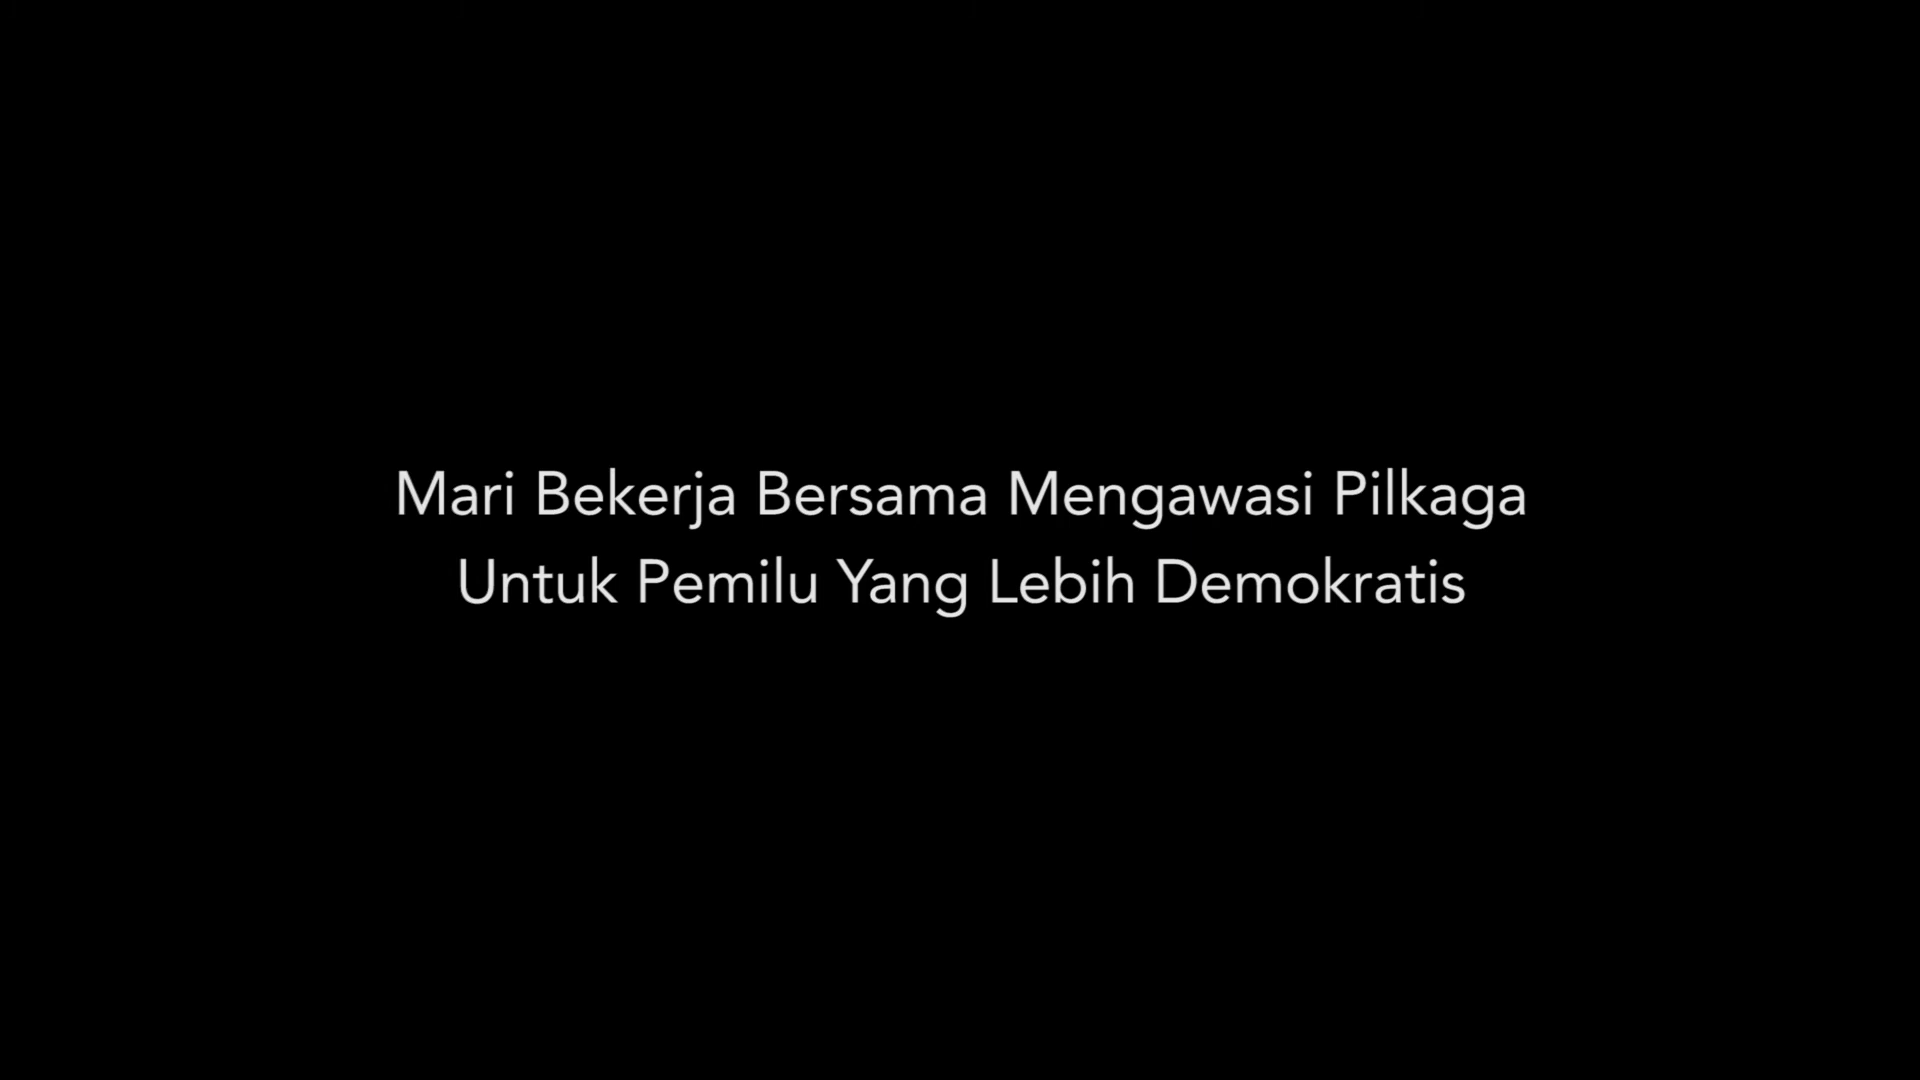 Mari Bekerja Bersama Mengawasi Pilkaga
Untuk Pemilu Yang Lebih Demokratis